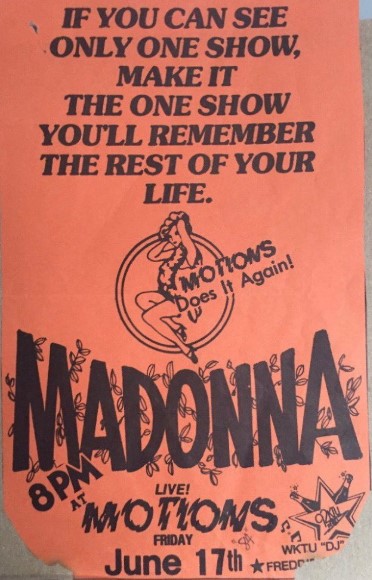 IF YOU CAN SEE
ONLY ONE SHOW,
MAKE IT
THE ONE SHOW
YOU'LL REMEMBER
THE REST OF YOUR
LIFE.
MOTIONS
Does It Again!
MADONNA
8PM
AT
LIVE!
MOTIONS
FRIDAY
June 17th
WKTU "DJ"